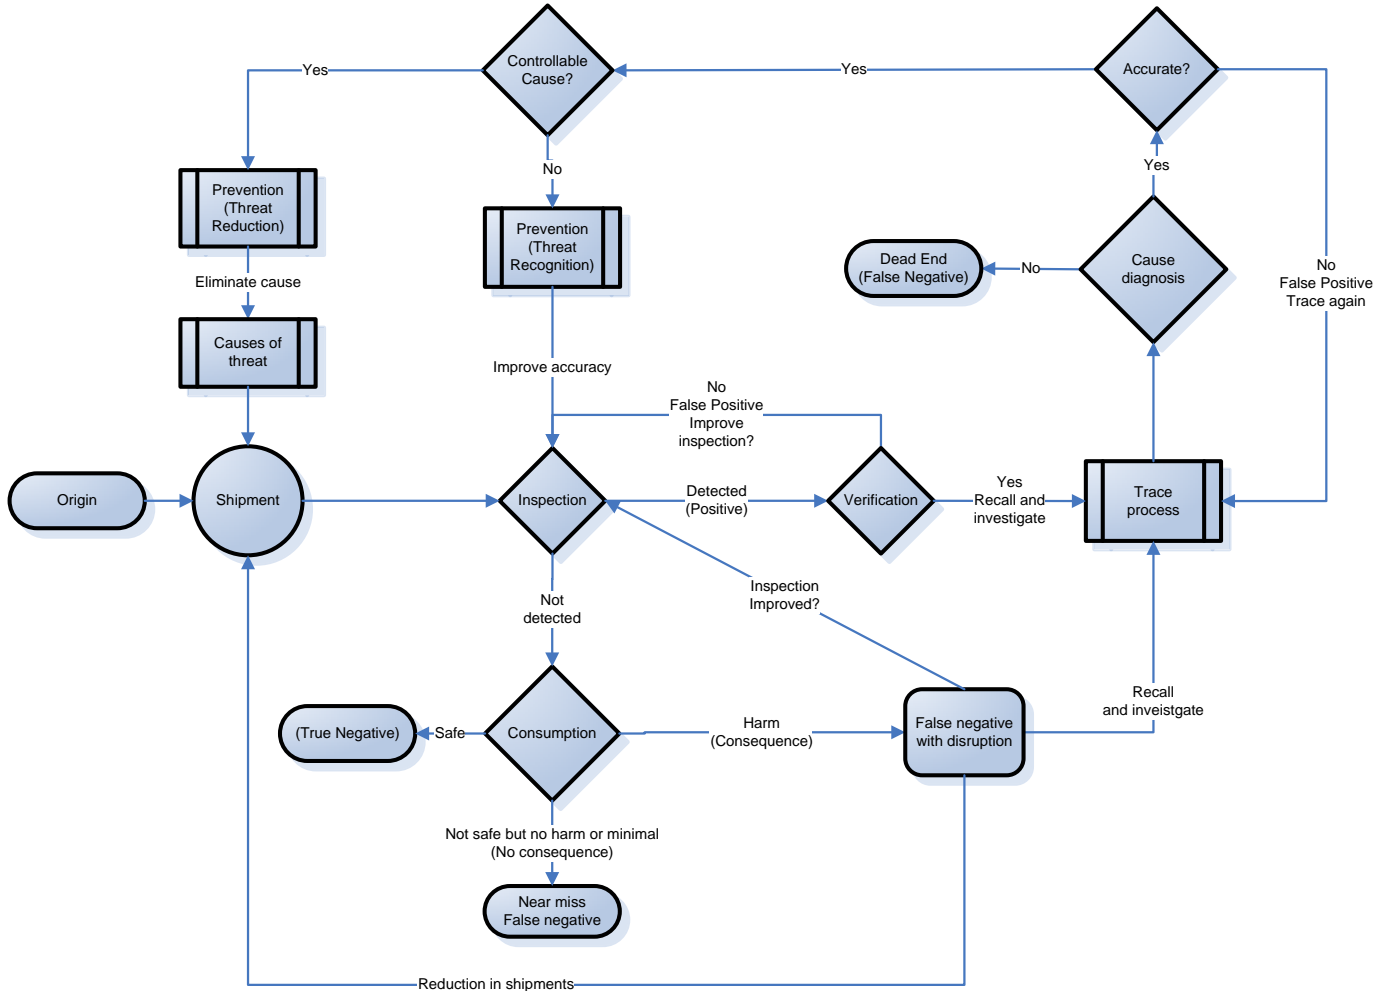 Controllable
Cause?
Accurate?
Yes
Yes
No
Yes
Prevention
(Threat
Reduction)
Prevention
(Threat
Recognition)
Dead End
(False Negative)
No
Cause
diagnosis
No
False Positive
Trace again
Eliminate cause
Causes of
threat
Improve accuracy
No
False Positive
Improve
inspection?
Origin
Shipment
Inspection
Detected
(Positive)
Verification
Yes
Recall and
investigate
Trace
process
Not
detected
Inspection
Improved?
(True Negative)
Safe
Consumption
Harm
(Consequence)
False negative
with disruption
Recall
and inveistgate
Not safe but no harm or minimal
(No consequence)
Near miss
False negative
Reduction in shipments